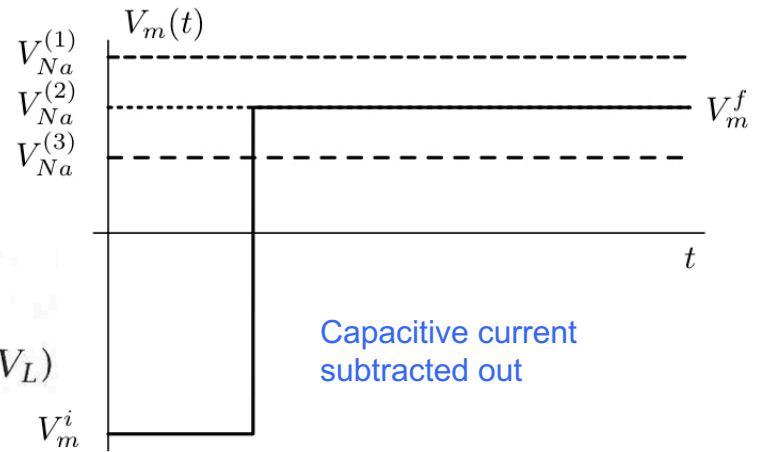 V_m(t)
V_{Na}^{(1)}
V_{Na}^{(2)}
V_m^f
V_{Na}^{(3)}
t
Capacitive current
subtracted out
V_L)
V_m^i